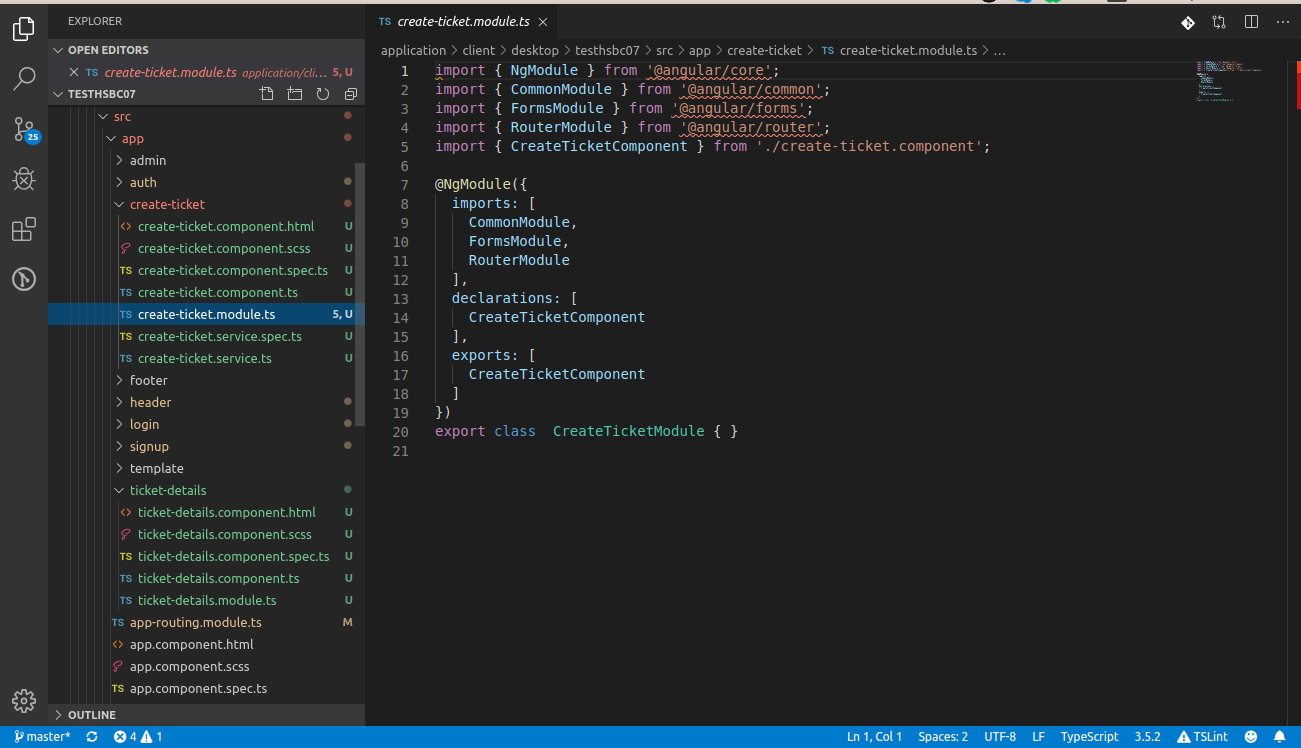 EXPLORER
OPEN EDITORS
TS create-ticket.module.ts application/cli... 5, U
TESTHSBC07
src
app
admin
auth
create-ticket
create-ticket.component.html U
create-ticket.component.scss U
TS create-ticket.component.spec.ts U
TS create-ticket.component.ts U
TS create-ticket.module.ts 5, U
TS create-ticket.service.spec.ts U
TS create-ticket.service.ts U
footer
header
login
signup
template
ticket-details
ticket-details.component.html U
ticket-details.component.scss U
TS ticket-details.component.spec.ts U
TS ticket-details.component.ts U
TS ticket-details.module.ts U
TS app-routing.module.ts M
app.component.html
app.component.scss
TS app.component.spec.ts
OUTLINE
25
TS create-ticket.module.ts
application > client > desktop > testhsbc07 > src > app > create-ticket > TS create-ticket.module.ts > ...
1 import { NgModule } from '@angular/core';
2 import { CommonModule } from '@angular/common';
3 import { FormsModule } from '@angular/forms';
4 import { RouterModule } from '@angular/router';
5 import { CreateTicketComponent } from './create-ticket.component';
6
7 @NgModule({
8 imports: [
9 CommonModule,
10 FormsModule,
11 RouterModule
12 ],
13 declarations: [
14 CreateTicketComponent
15 ],
16 exports: [
17 CreateTicketComponent
18 ]
19 })
20 export class  CreateTicketModule { }
21
master* 4 1 Ln 1, Col 1 Spaces: 2 UTF-8 LF TypeScript 3.5.2 TSLint